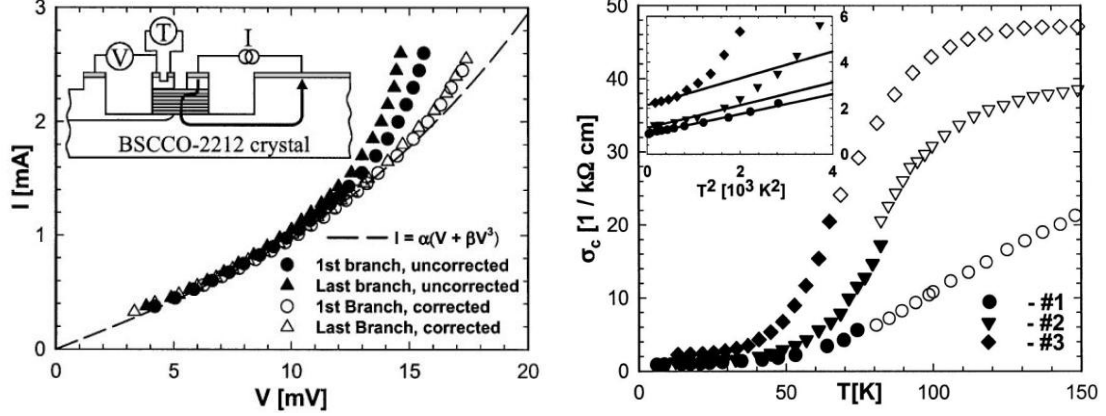 3
2
1
0
I [mA]
0
5
10
15
20
V [mV]
V
T
I
BSCCO-2212 crystal
I = α(V + βV³)
1st branch, uncorrected
Last branch, uncorrected
1st Branch, corrected
Last Branch, corrected
50
40
30
20
10
0
σc [1 / kΩ cm]
0
50
100
150
T[K]
6
4
2
0
0
2
4
T² [10³ K²]
- #1
- #2
- #3